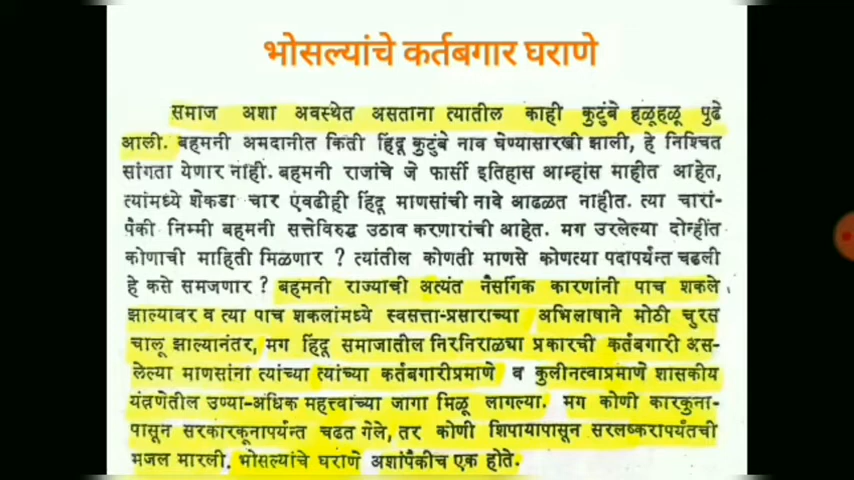 भोसल्यांचे कर्तबगार घराणे
समाज अशा अवस्थेत असताना त्यातील काही कुटुंबे हळूहळू पुढे
आली. बहमनी अमदानीत किती हिंदू कुटुंबे नाव घेण्यासारखी झाली, हे निश्चित
सांगता येणार नाही. बहमनी राजांचे जे फार्सी इतिहास आम्हांस माहीत आहेत,
त्यांमध्ये शेकडा चार एवढीही हिंदू माणसांची नावे आढळत नाहीत. त्या चारां-
पैकी निम्मी बहमनी सत्तेविरुद्ध उठाव करणारांची आहेत. मग उरलेल्या दोन्हींत
कोणाची माहिती मिळणार ? त्यांतील कोणती माणसे कोणत्या पदापर्यन्त चढली
हे कसे समजणार ? बहमनी राज्याची अत्यंत नैसर्गिक कारणांनी पाच शकले
झाल्यावर व त्या पाच शकलांमध्ये स्वसत्ता-प्रसाराच्या अभिलाषाने मोठी चुरस
चालू झाल्यानंतर, मग हिंदू समाजातील निरनिराळ्या प्रकारची कर्तबगारी अस-
लेल्या माणसांना त्यांच्या त्यांच्या कर्तबगारीप्रमाणे व कुलीनत्वाप्रमाणे शासकीय
यंत्रणेतील उण्या-अधिक महत्त्वाच्या जागा मिळू लागल्या. मग कोणी कारकुना-
पासून सरकारकूनापर्यन्त चढत गेले, तर कोणी शिपायापासून सरलष्करापर्यंतची
मजल मारली. भोसल्यांचे घराणे अशांपैकीच एक होते.